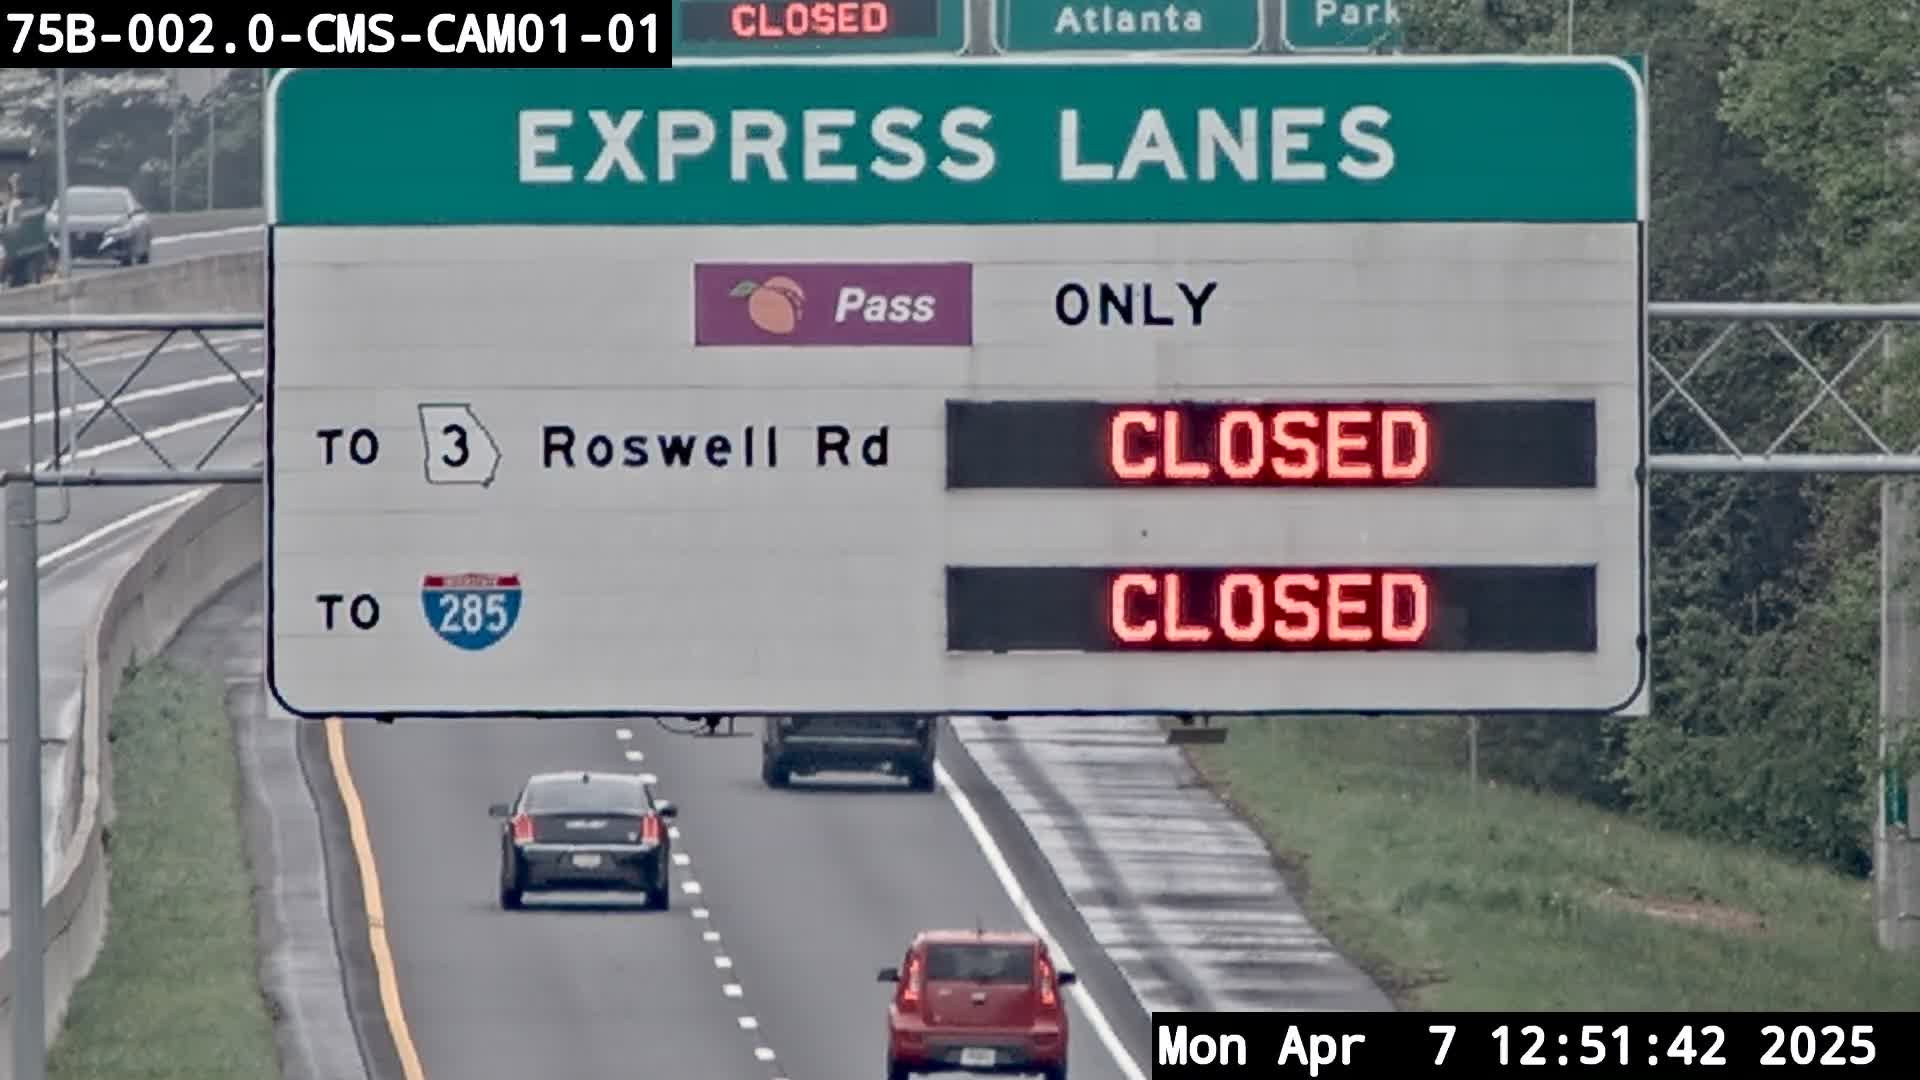 75B-002.0-CMS-CAM01-01
CLOSED
Atlanta
Park
EXPRESS LANES
Pass ONLY
TO 3 Roswell Rd CLOSED
TO 285 CLOSED
Mon Apr 7 12:51:42 2025